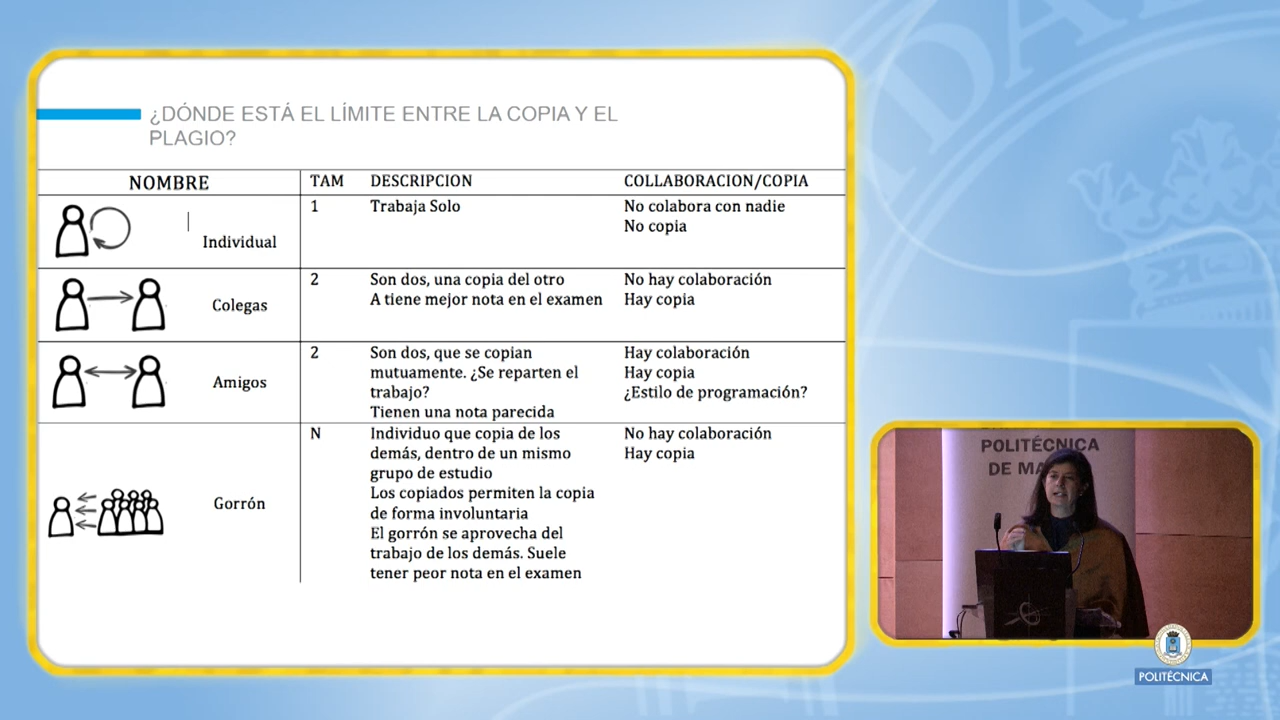 ¿DÓNDE ESTÁ EL LÍMITE ENTRE LA COPIA Y EL
PLAGIO?
NOMBRE
TAM
DESCRIPCION
COLLABORACION/COPIA
Individual
1
Trabaja Solo
No colabora con nadie
No copia
Colegas
2
Son dos, una copia del otro
A tiene mejor nota en el examen
No hay colaboración
Hay copia
Amigos
2
Son dos, que se copian
mutuamente. ¿Se reparten el
trabajo?
Tienen una nota parecida
Hay colaboración
Hay copia
¿Estilo de programación?
Gorrón
N
Individuo que copia de los
demás, dentro de un mismo
grupo de estudio
Los copiados permiten la copia
de forma involuntaria
El gorrón se aprovecha del
trabajo de los demás. Suele
tener peor nota en el examen
No hay colaboración
Hay copia
POLITÉCNICA
DE MA
POLITÉCNICA